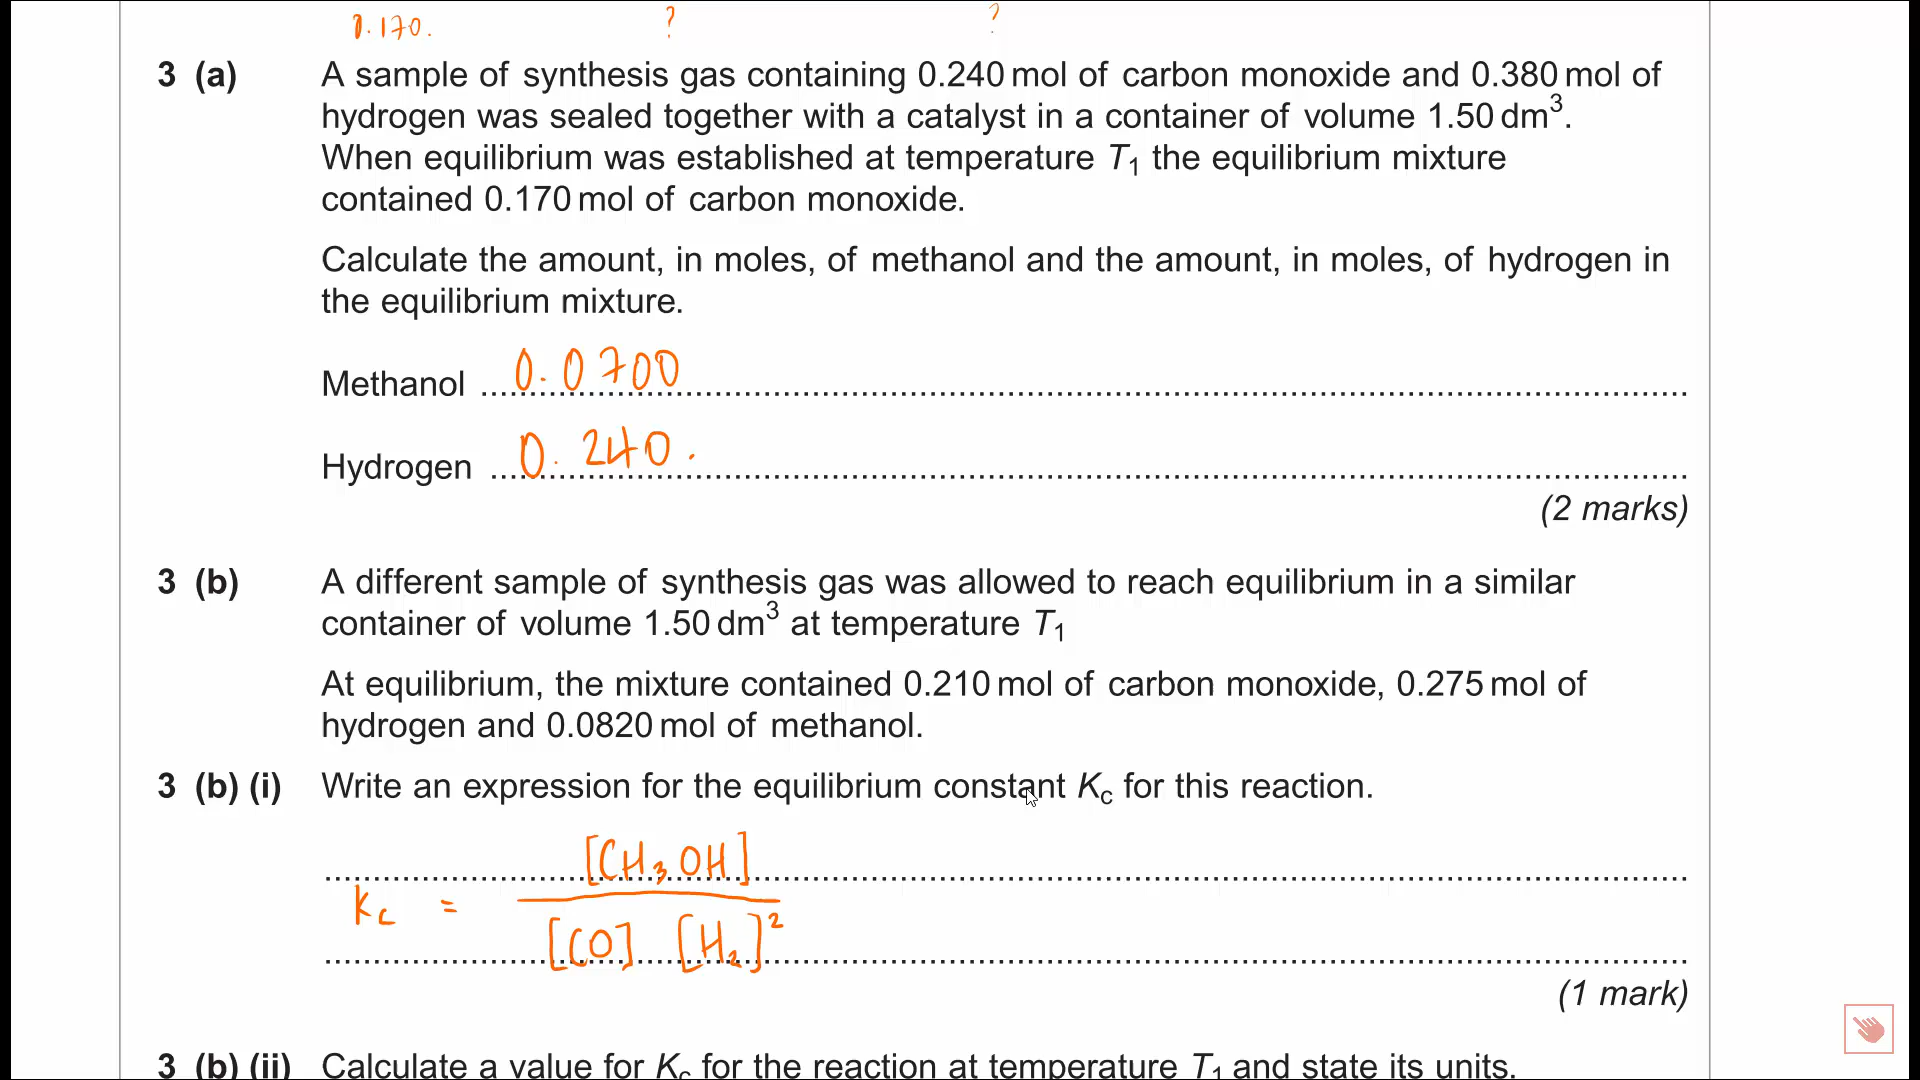 0.170. ? ?
3 (a) A sample of synthesis gas containing 0.240 mol of carbon monoxide and 0.380 mol of
hydrogen was sealed together with a catalyst in a container of volume 1.50 dm³.
When equilibrium was established at temperature T₁ the equilibrium mixture
contained 0.170 mol of carbon monoxide.
Calculate the amount, in moles, of methanol and the amount, in moles, of hydrogen in
the equilibrium mixture.
Methanol 0.0700
Hydrogen 0.240.
(2 marks)
3 (b) A different sample of synthesis gas was allowed to reach equilibrium in a similar
container of volume 1.50 dm³ at temperature T₁
At equilibrium, the mixture contained 0.210 mol of carbon monoxide, 0.275 mol of
hydrogen and 0.0820 mol of methanol.
3 (b) (i) Write an expression for the equilibrium constant Kc for this reaction.
[CH₃OH]
Kc =
[CO] [H₂]²
(1 mark)
3 (b) (ii) Calculate a value for Kc for the reaction at temperature T₁ and state its units.